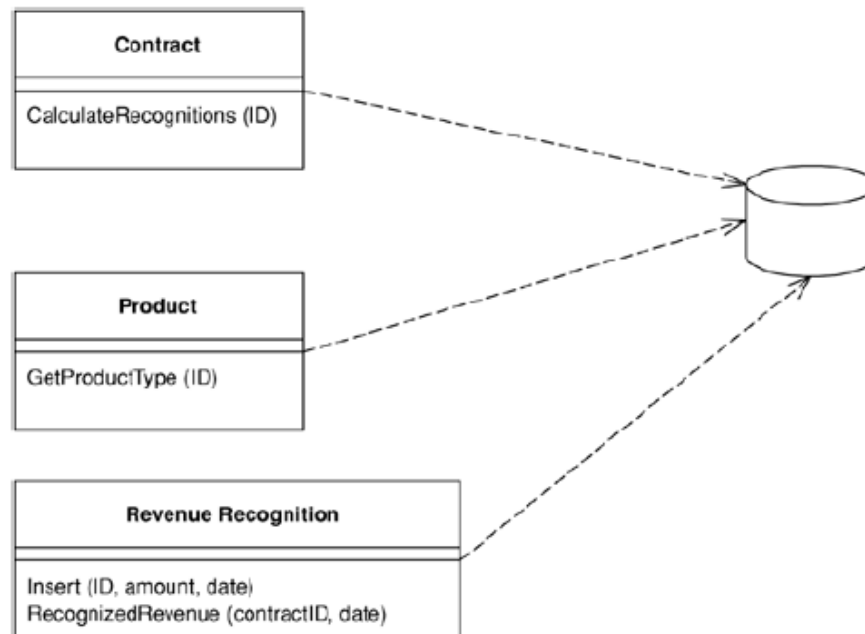 Contract
CalculateRecognitions (ID)
Product
GetProductType (ID)
Revenue Recognition
Insert (ID, amount, date)
RecognizedRevenue (contractID, date)